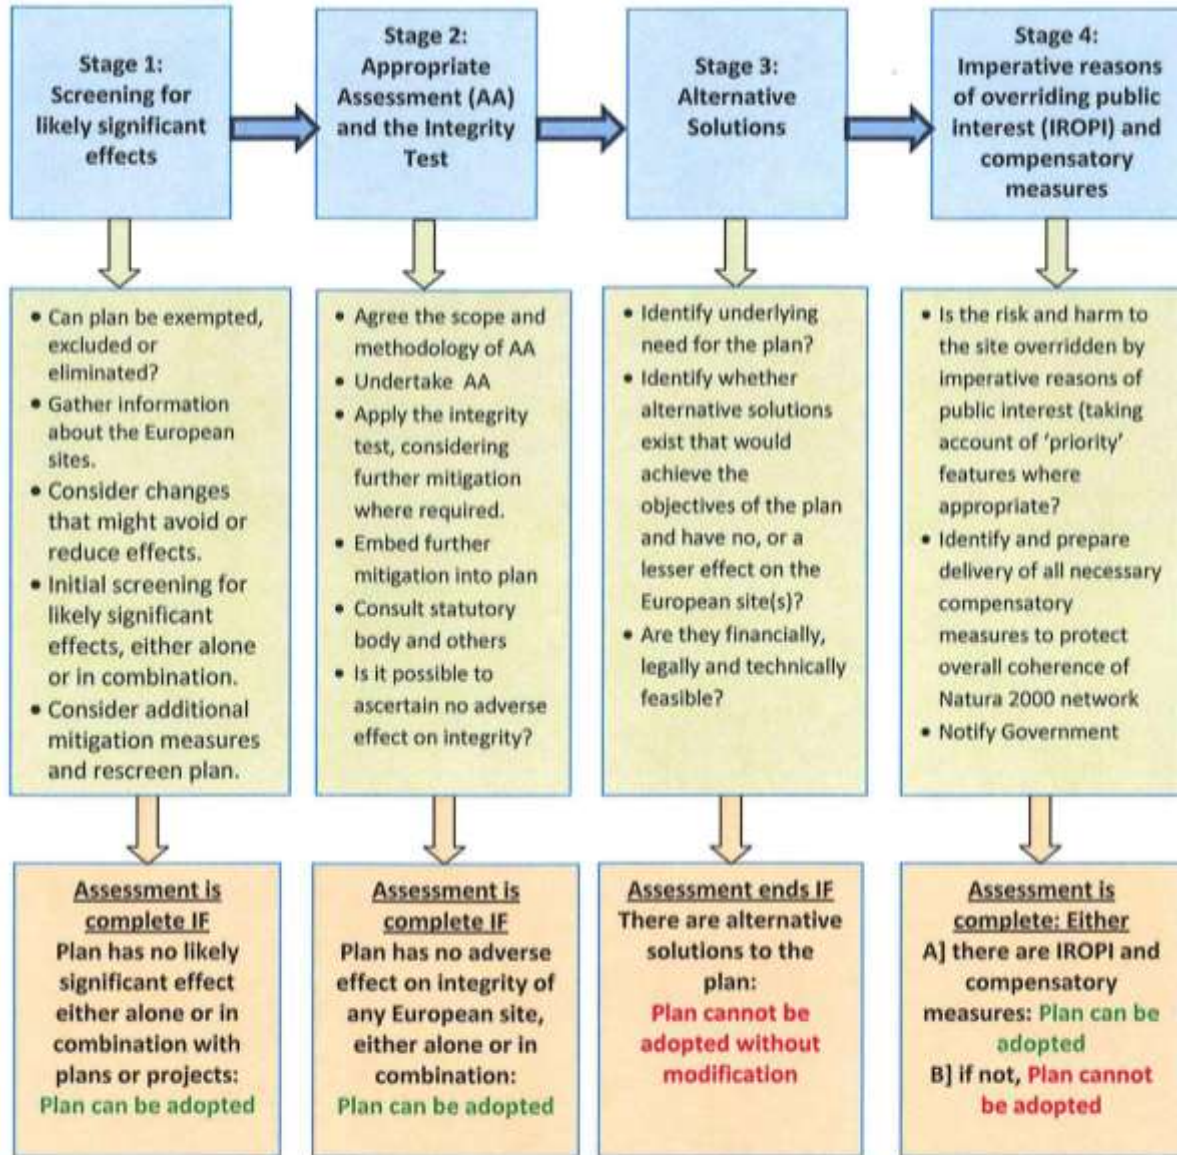 Stage 1:
Screening for
likely significant
effects
Stage 2:
Appropriate
Assessment (AA)
and the Integrity
Test
Stage 3:
Alternative
Solutions
Stage 4:
Imperative reasons
of overriding public
interest (IROPI) and
compensatory
measures
• Can plan be exempted,
excluded or
eliminated?
• Gather information
about the European
sites.
• Consider changes
that might avoid or
reduce effects.
• Initial screening for
likely significant
effects, either alone
or in combination.
• Consider additional
mitigation measures
and rescreen plan.
• Agree the scope and
methodology of AA
• Undertake AA
• Apply the integrity
test, considering
further mitigation
where required.
• Embed further
mitigation into plan
• Consult statutory
body and others
• Is it possible to
ascertain no adverse
effect on integrity?
• Identify underlying
need for the plan?
• Identify whether
alternative solutions
exist that would
achieve the
objectives of the plan
and have no, or a
lesser effect on the
European site(s)?
• Are they financially,
legally and technically
feasible?
• Is the risk and harm to
the site overridden by
imperative reasons of
public interest (taking
account of ‘priority’
features where
appropriate?
• Identify and prepare
delivery of all necessary
compensatory
measures to protect
overall coherence of
Natura 2000 network
• Notify Government
Assessment is
complete IF
Plan has no likely
significant effect
either alone or in
combination with
plans or projects:
Plan can be adopted
Assessment is
complete IF
Plan has no adverse
effect on integrity of
any European site,
either alone or in
combination:
Plan can be adopted
Assessment ends IF
There are alternative
solutions to the
plan:
Plan cannot be
adopted without
modification
Assessment is
complete: Either
A] there are IROPI and
compensatory
measures: Plan can be
adopted
B] if not, Plan cannot
be adopted